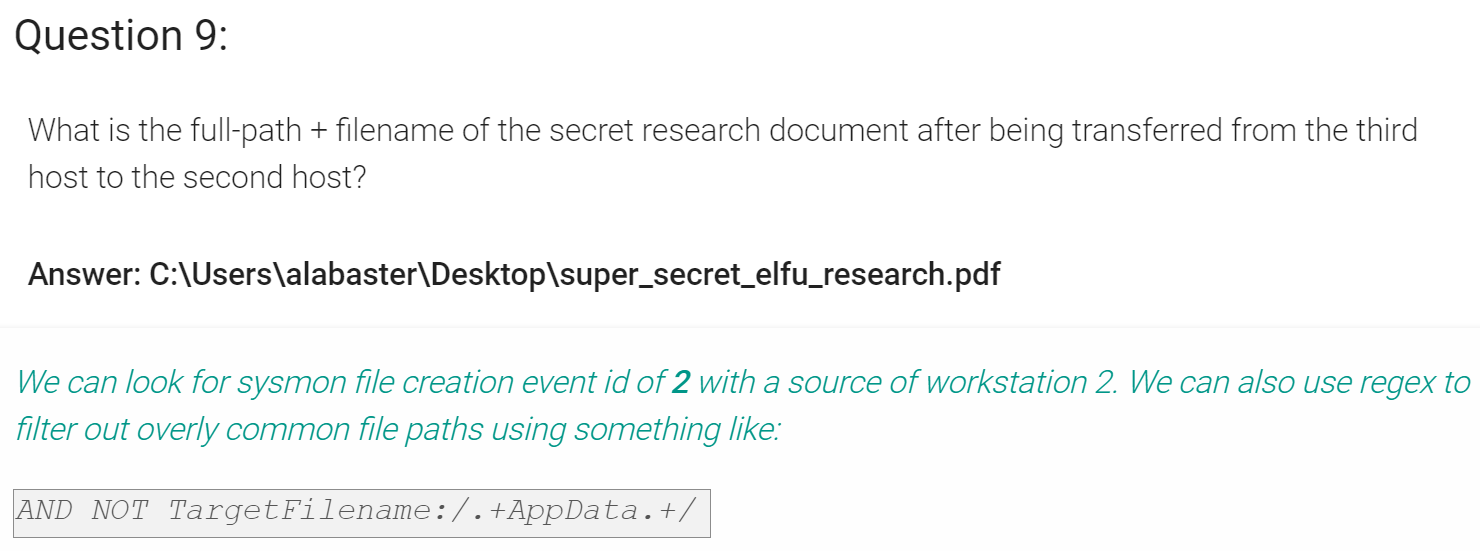 Question 9:
What is the full-path + filename of the secret research document after being transferred from the third
host to the second host?
Answer: C:\Users\alabaster\Desktop\super_secret_elfu_research.pdf
We can look for sysmon file creation event id of 2 with a source of workstation 2. We can also use regex to
filter out overly common file paths using something like:
AND NOT TargetFilename:/.+AppData.+/